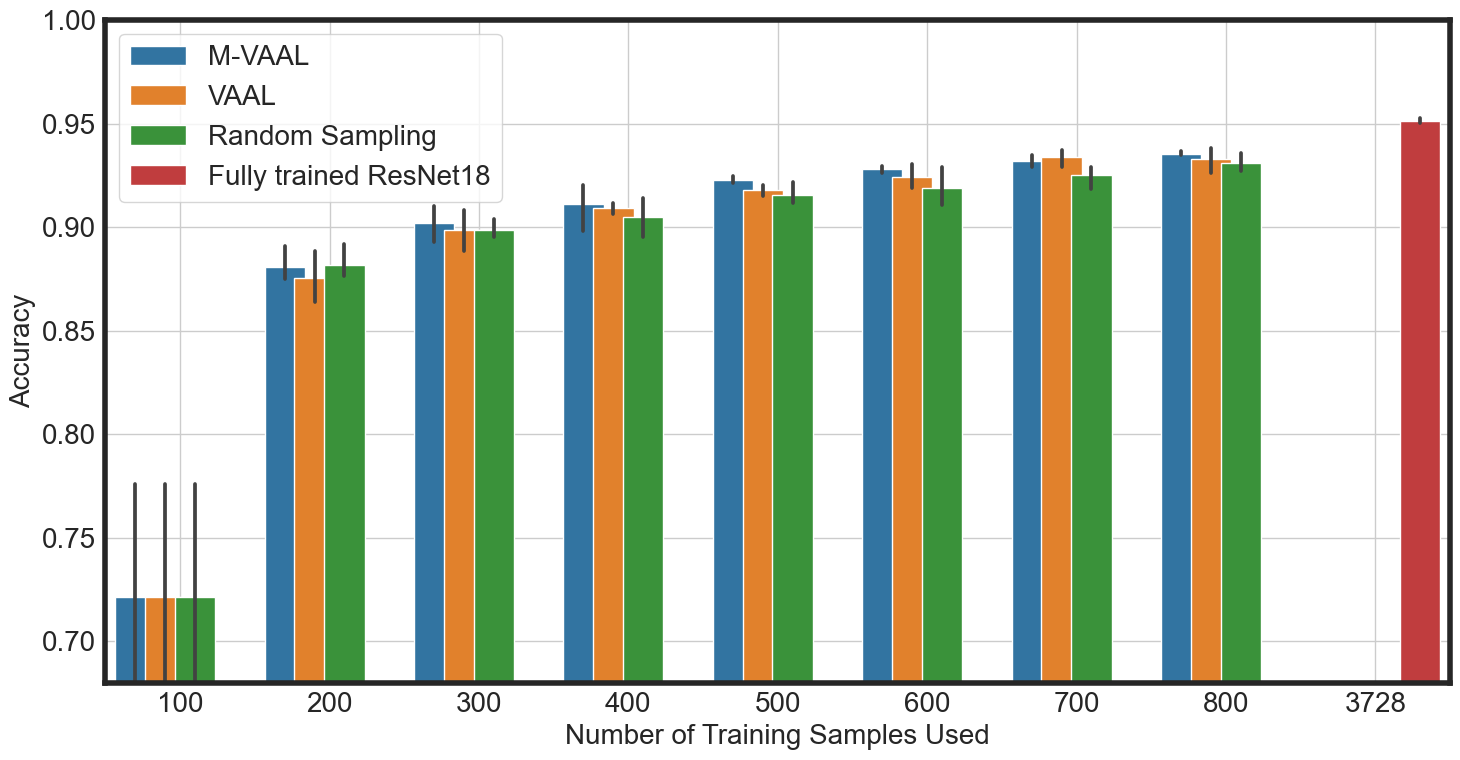 1.00
0.95
0.90
0.85
0.80
0.75
0.70
Accuracy
M-VAAL
VAAL
Random Sampling
Fully trained ResNet18
100 200 300 400 500 600 700 800 3728
Number of Training Samples Used